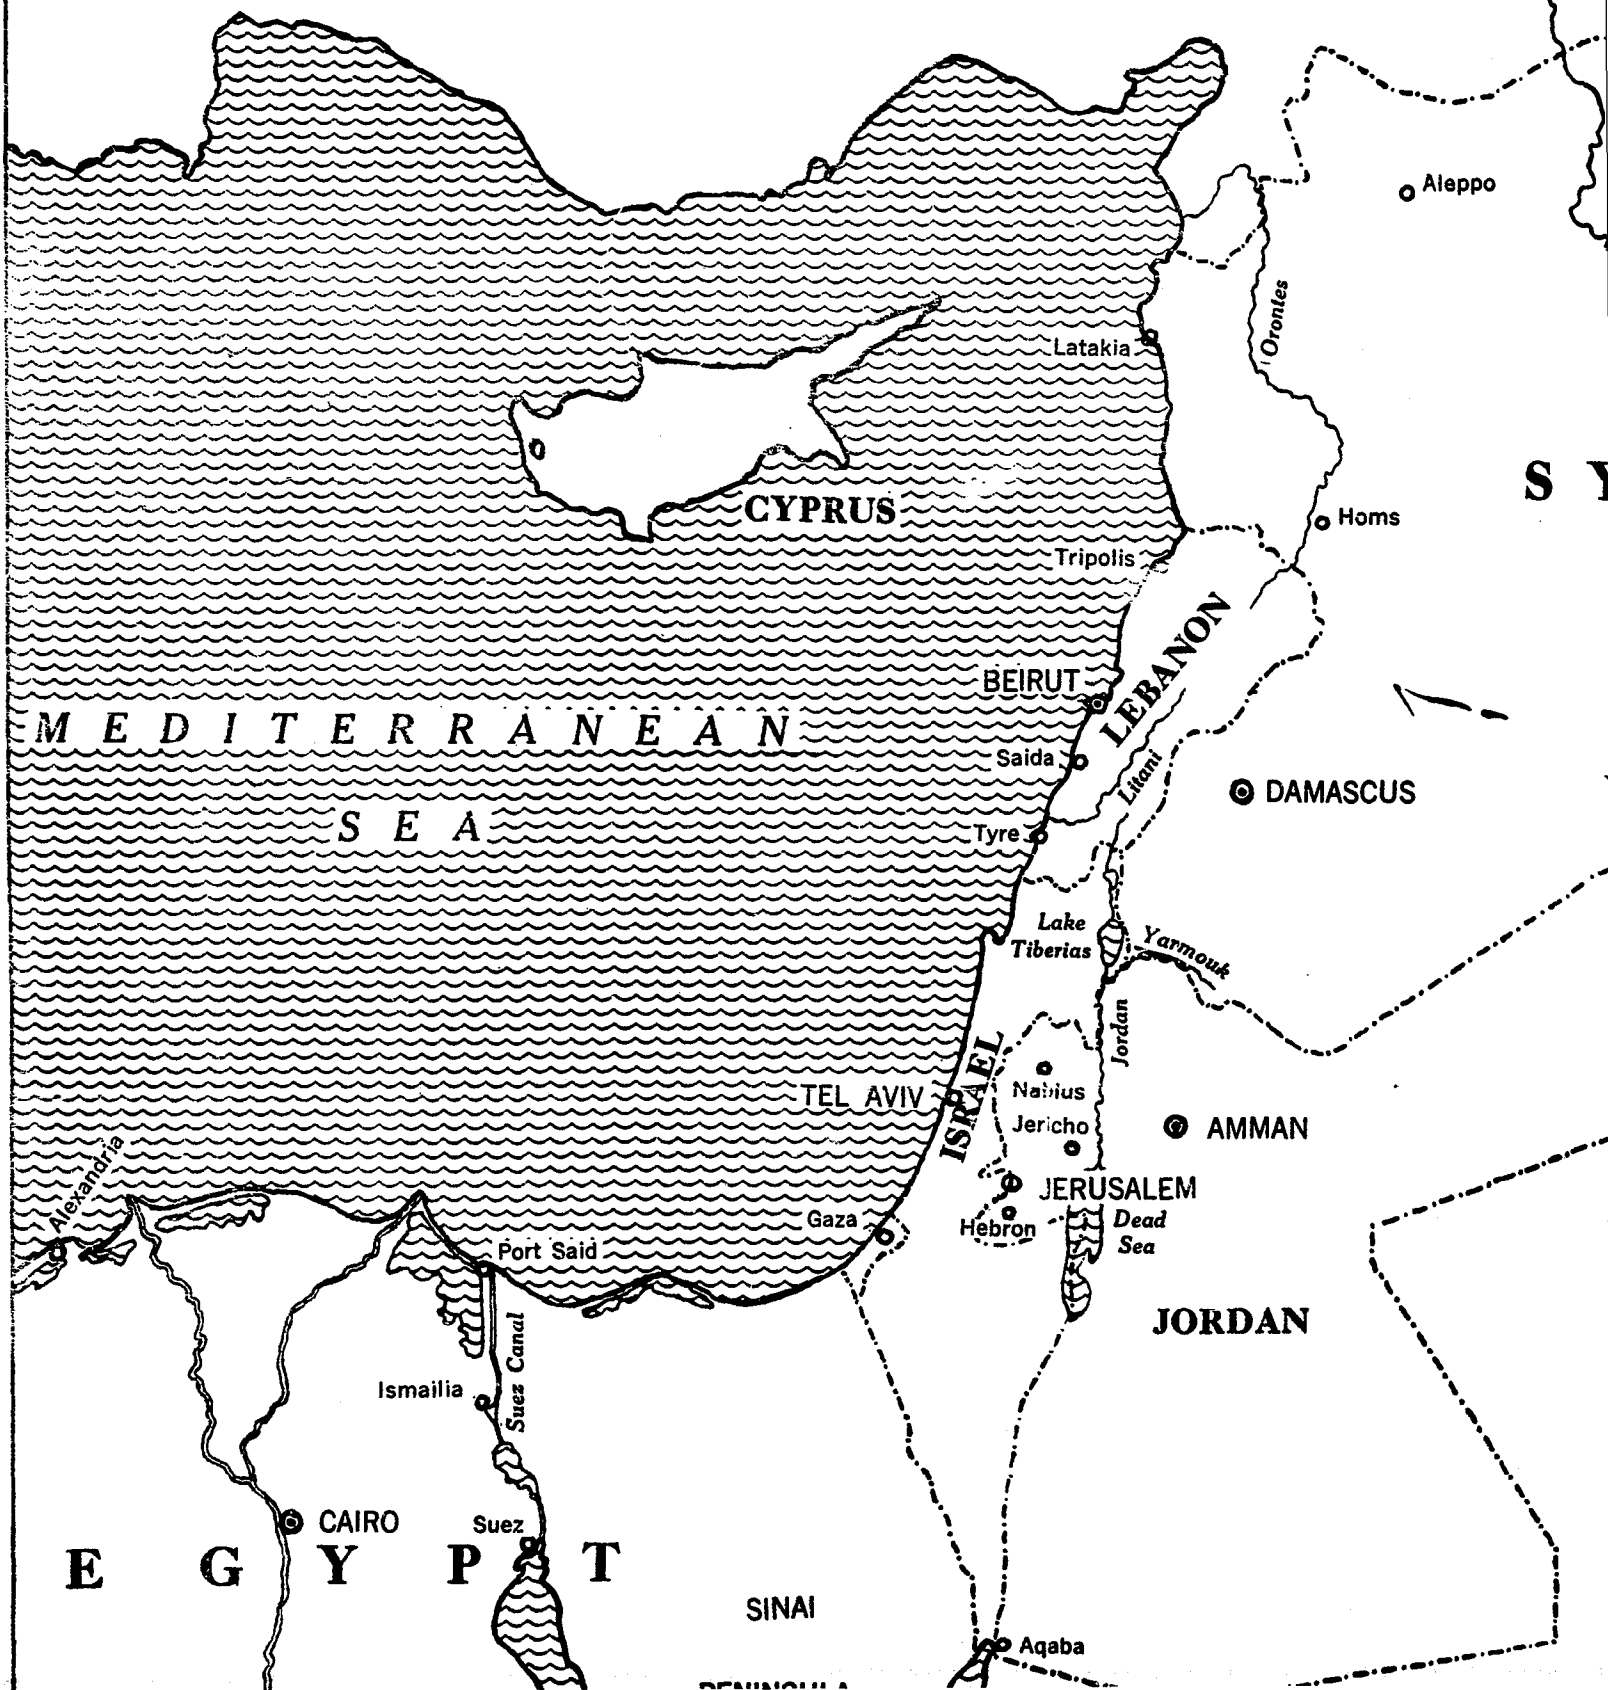 Aleppo
Orontes
Latakia
S Y
CYPRUS
Homs
Tripolis
LEBANON
BEIRUT
MEDITERRANEAN
SEA
Saida
Litani
DAMASCUS
Tyre
Lake
Tiberias
Yarmouk
Jordan
ISRAEL
TEL AVIV
Nablus
Jericho
AMMAN
Alexandria
JERUSALEM
Gaza
Hebron
Dead
Sea
Port Said
JORDAN
Suez Canal
Ismailia
CAIRO
Suez
EGYPT
SINAI
PENINSULA
Aqaba